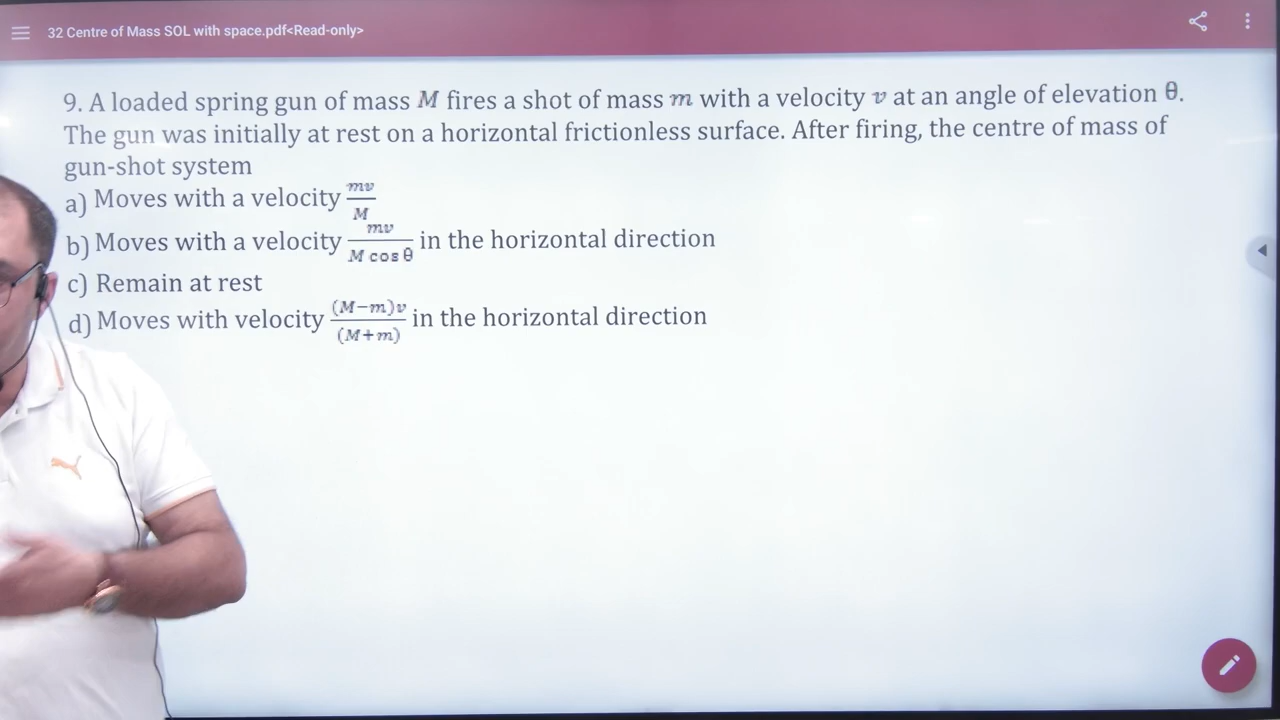 32 Centre of Mass SOL with space.pdf<Read-only>
9. A loaded spring gun of mass M fires a shot of mass m with a velocity v at an angle of elevation θ.
The gun was initially at rest on a horizontal frictionless surface. After firing, the centre of mass of
gun-shot system
a) Moves with a velocity mv/M
b) Moves with a velocity mv/(M cos θ) in the horizontal direction
c) Remain at rest
d) Moves with velocity (M−m)v/(M+m) in the horizontal direction